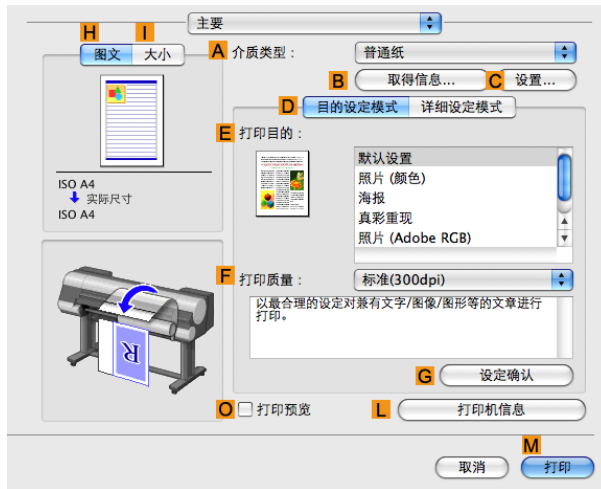 主要
H I
图文 大小
A 介质类型： 普通纸
B 取得信息... C 设置...
D 目的设定模式 详细设定模式
E 打印目的：
默认设置
照片 (颜色)
海报
真彩重现
照片 (Adobe RGB)
ISO A4
实际尺寸
ISO A4
F 打印质量： 标准(300dpi)
以最合理的设定对兼有文字/图像/图形等的文章进行
打印。
R
G 设定确认
O 打印预览 L 打印机信息
M
取消 打印